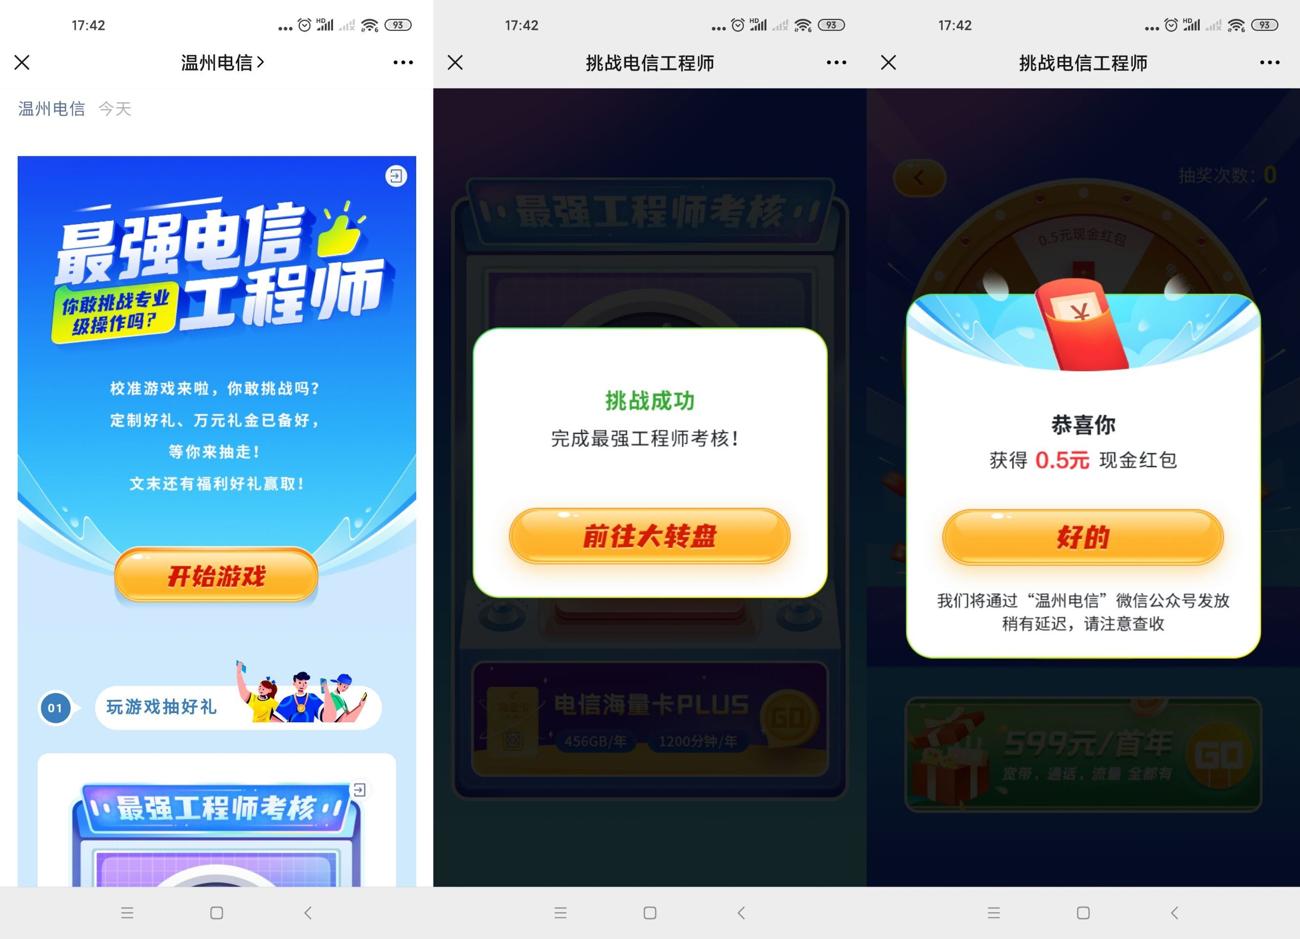 17:42
HD
6
93
温州电信
温州电信 今天
最强电信
工程师
你敢挑战专业
级操作吗?
校准游戏来啦，你敢挑战吗?
定制好礼、万元礼金已备好，
等你来抽走!
文末还有福利好礼赢取!
开始游戏
01
玩游戏抽好礼
最强工程师考核
17:42
HD
6
93
挑战电信工程师
最强工程师考核
挑战成功
完成最强工程师考核!
前往大转盘
电信海量卡PLUS
456GB/年
1200分钟/年
GO
17:42
HD
6
93
挑战电信工程师
抽奖次数: 0
0.5元现金红包
¥
恭喜你
获得 0.5元 现金红包
好的
我们将通过“温州电信”微信公众号发放
稍有延迟，请注意查收
599元/首年
宽带，通话，流量 全都有
GO